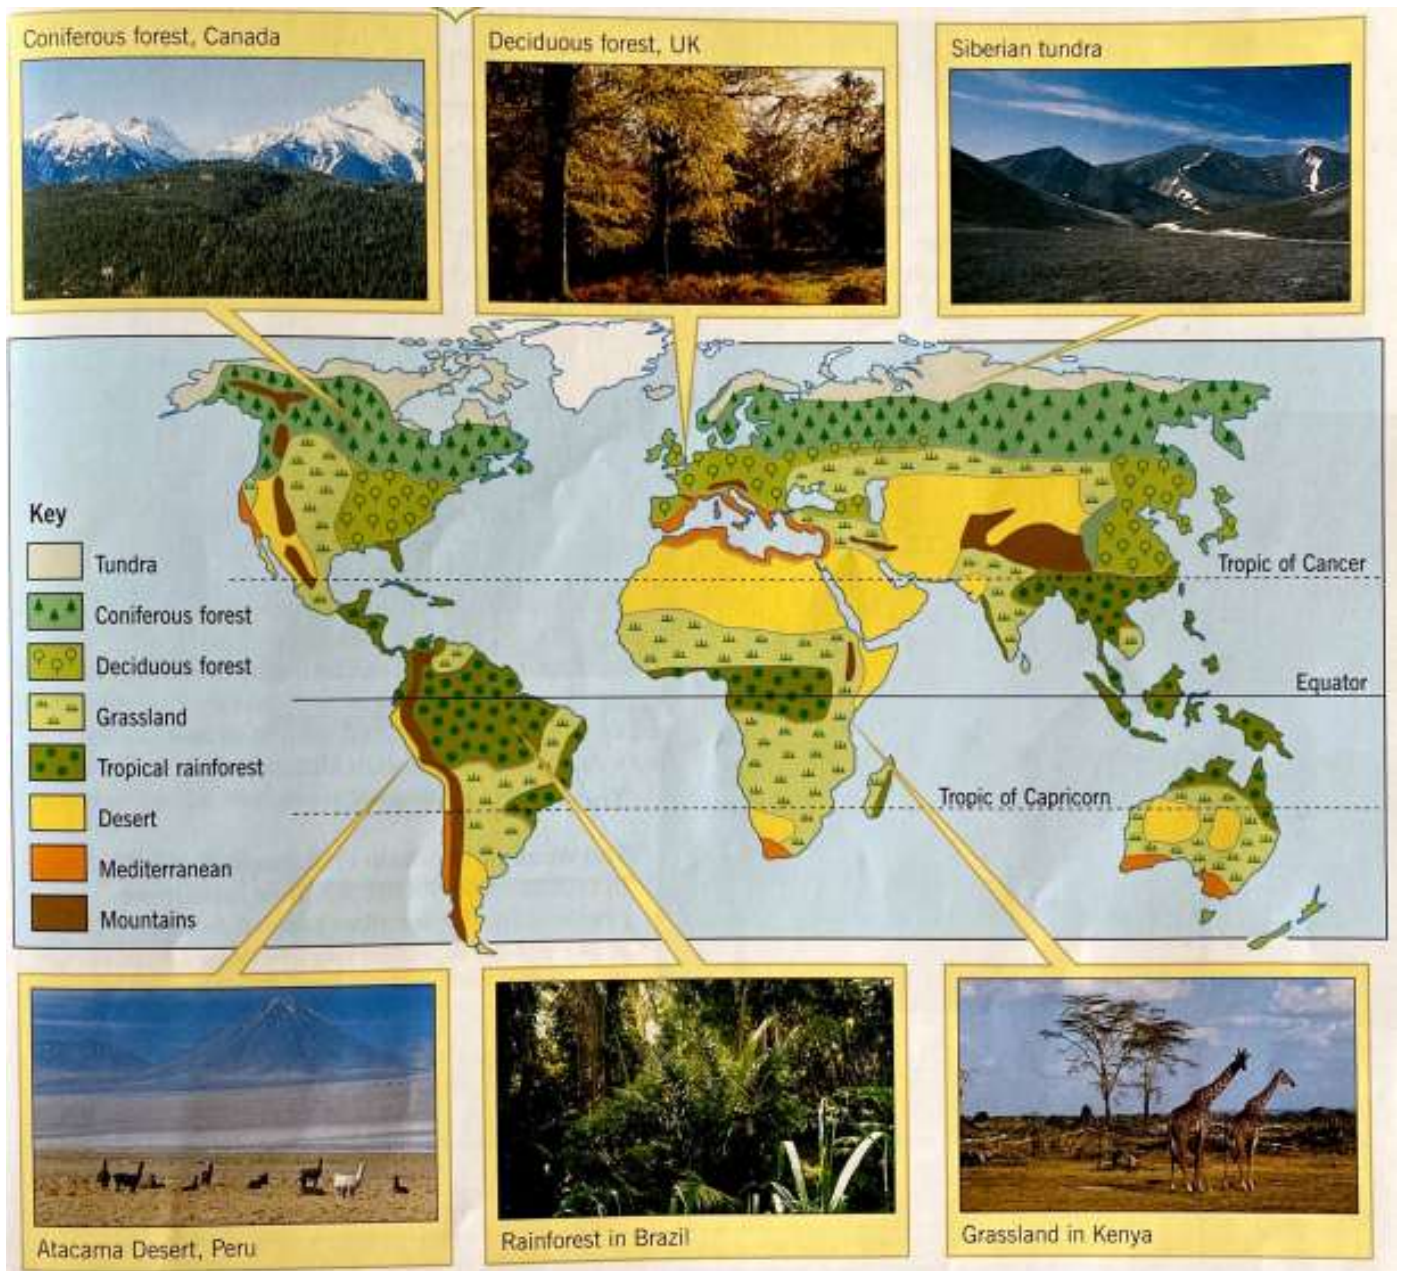 Coniferous forest, Canada
Deciduous forest, UK
Siberian tundra
Key
Tundra
Coniferous forest
Deciduous forest
Grassland
Tropical rainforest
Desert
Mediterranean
Mountains
Tropic of Cancer
Equator
Tropic of Capricorn
Atacama Desert, Peru
Rainforest in Brazil
Grassland in Kenya